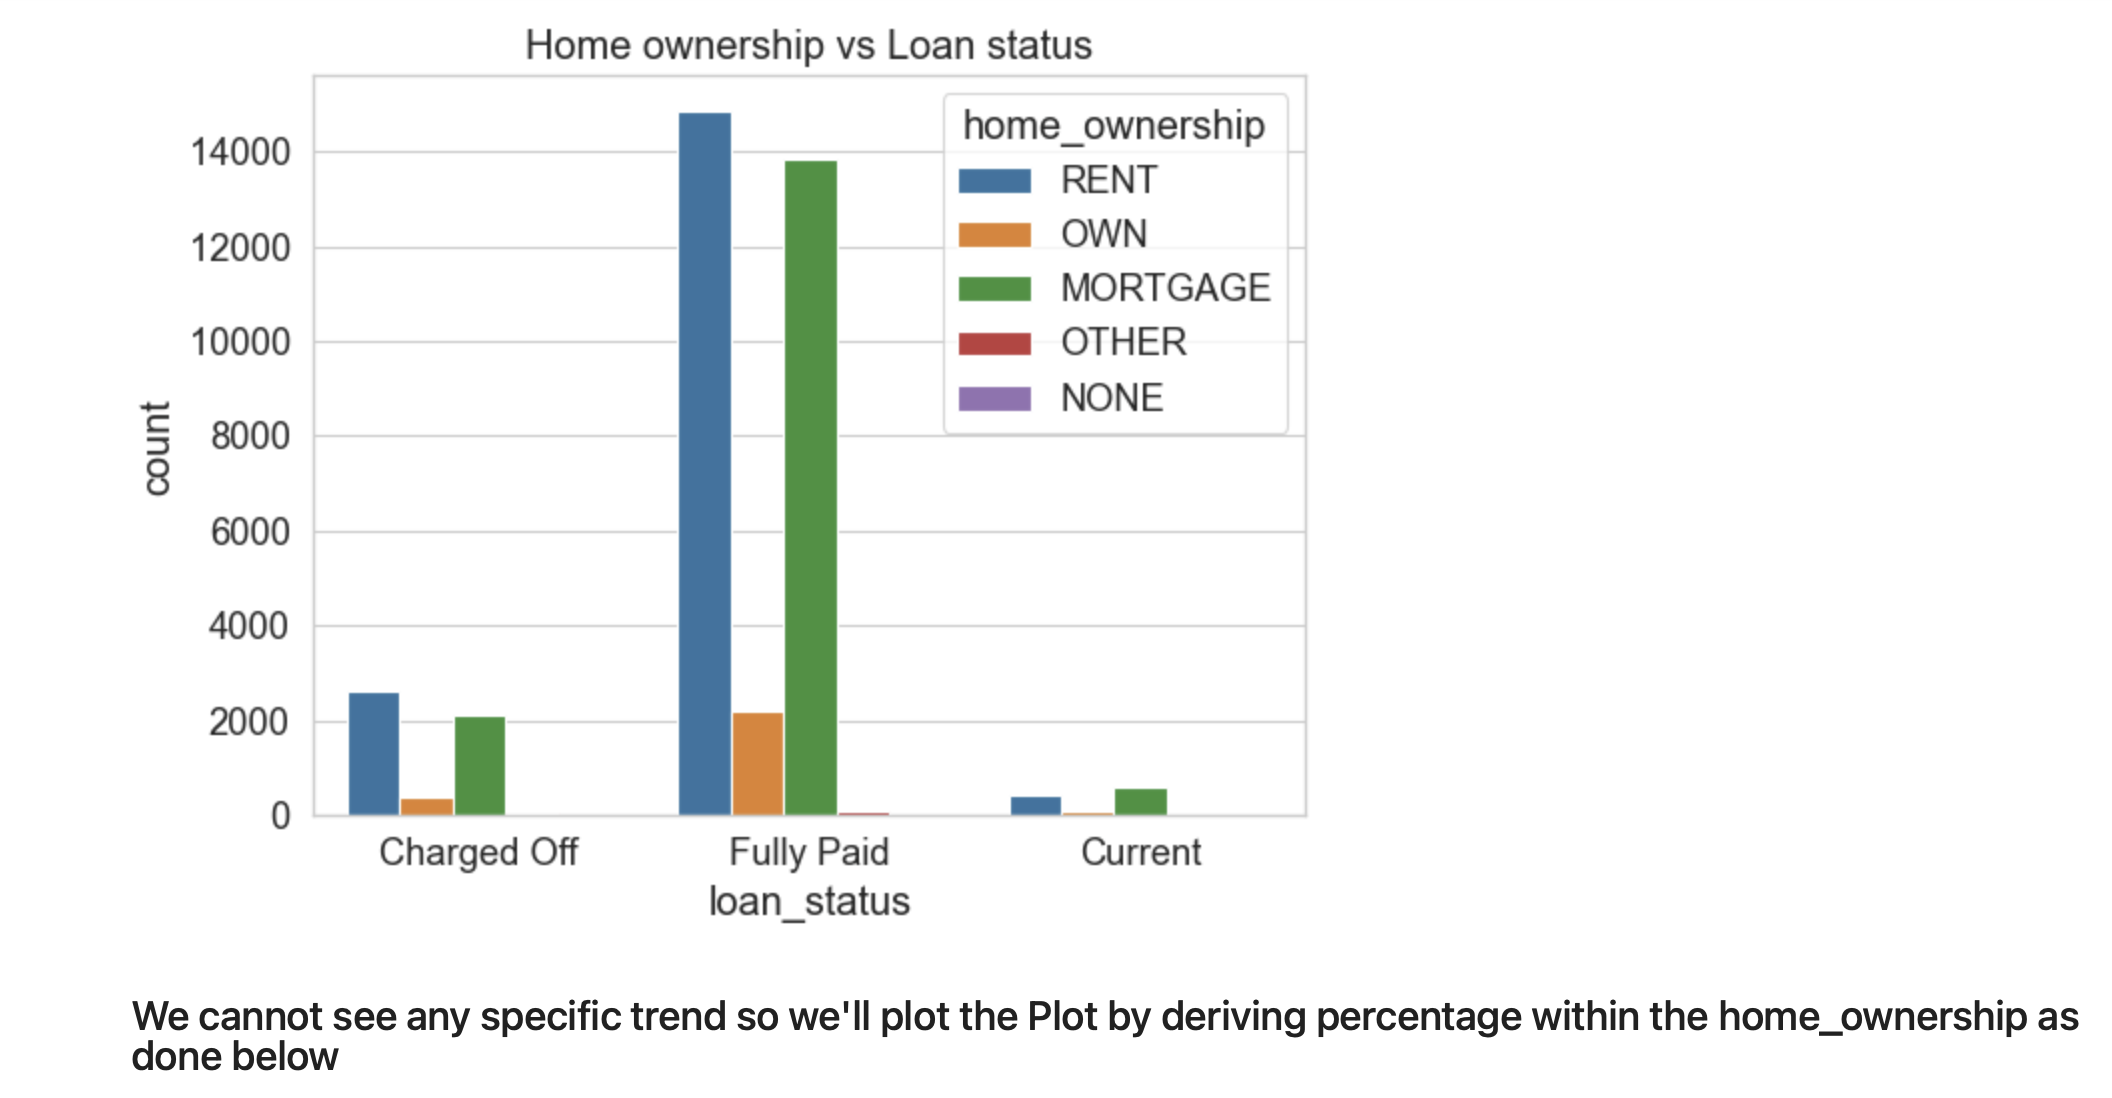 Home ownership vs Loan status
home_ownership
RENT
OWN
MORTGAGE
OTHER
NONE
14000
12000
10000
8000
6000
4000
2000
0
count
Charged Off
Fully Paid
Current
loan_status
We cannot see any specific trend so we'll plot the Plot by deriving percentage within the home_ownership as
done below